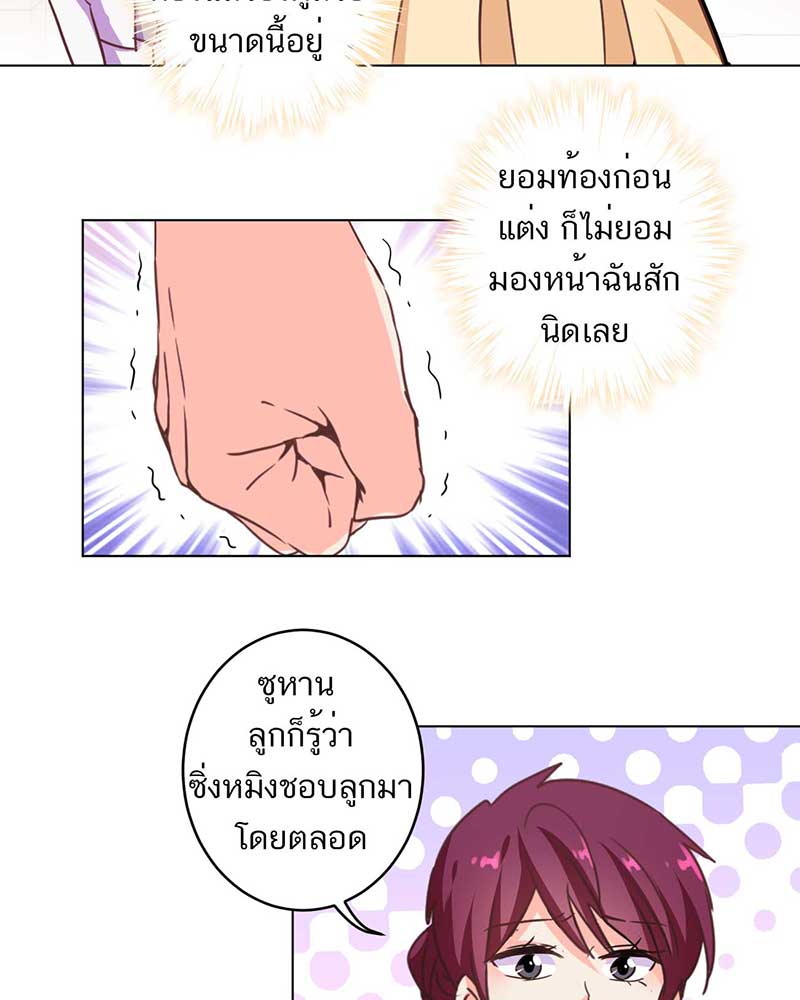 ขนาดนี้อยู่
ยอมท้องก่อน
แต่ง ก็ไม่ยอม
มองหน้าฉันสัก
นิดเลย
ซูหาน
ลูกก็รู้ว่า
ซิ่งหมิงชอบลูกมา
โดยตลอด